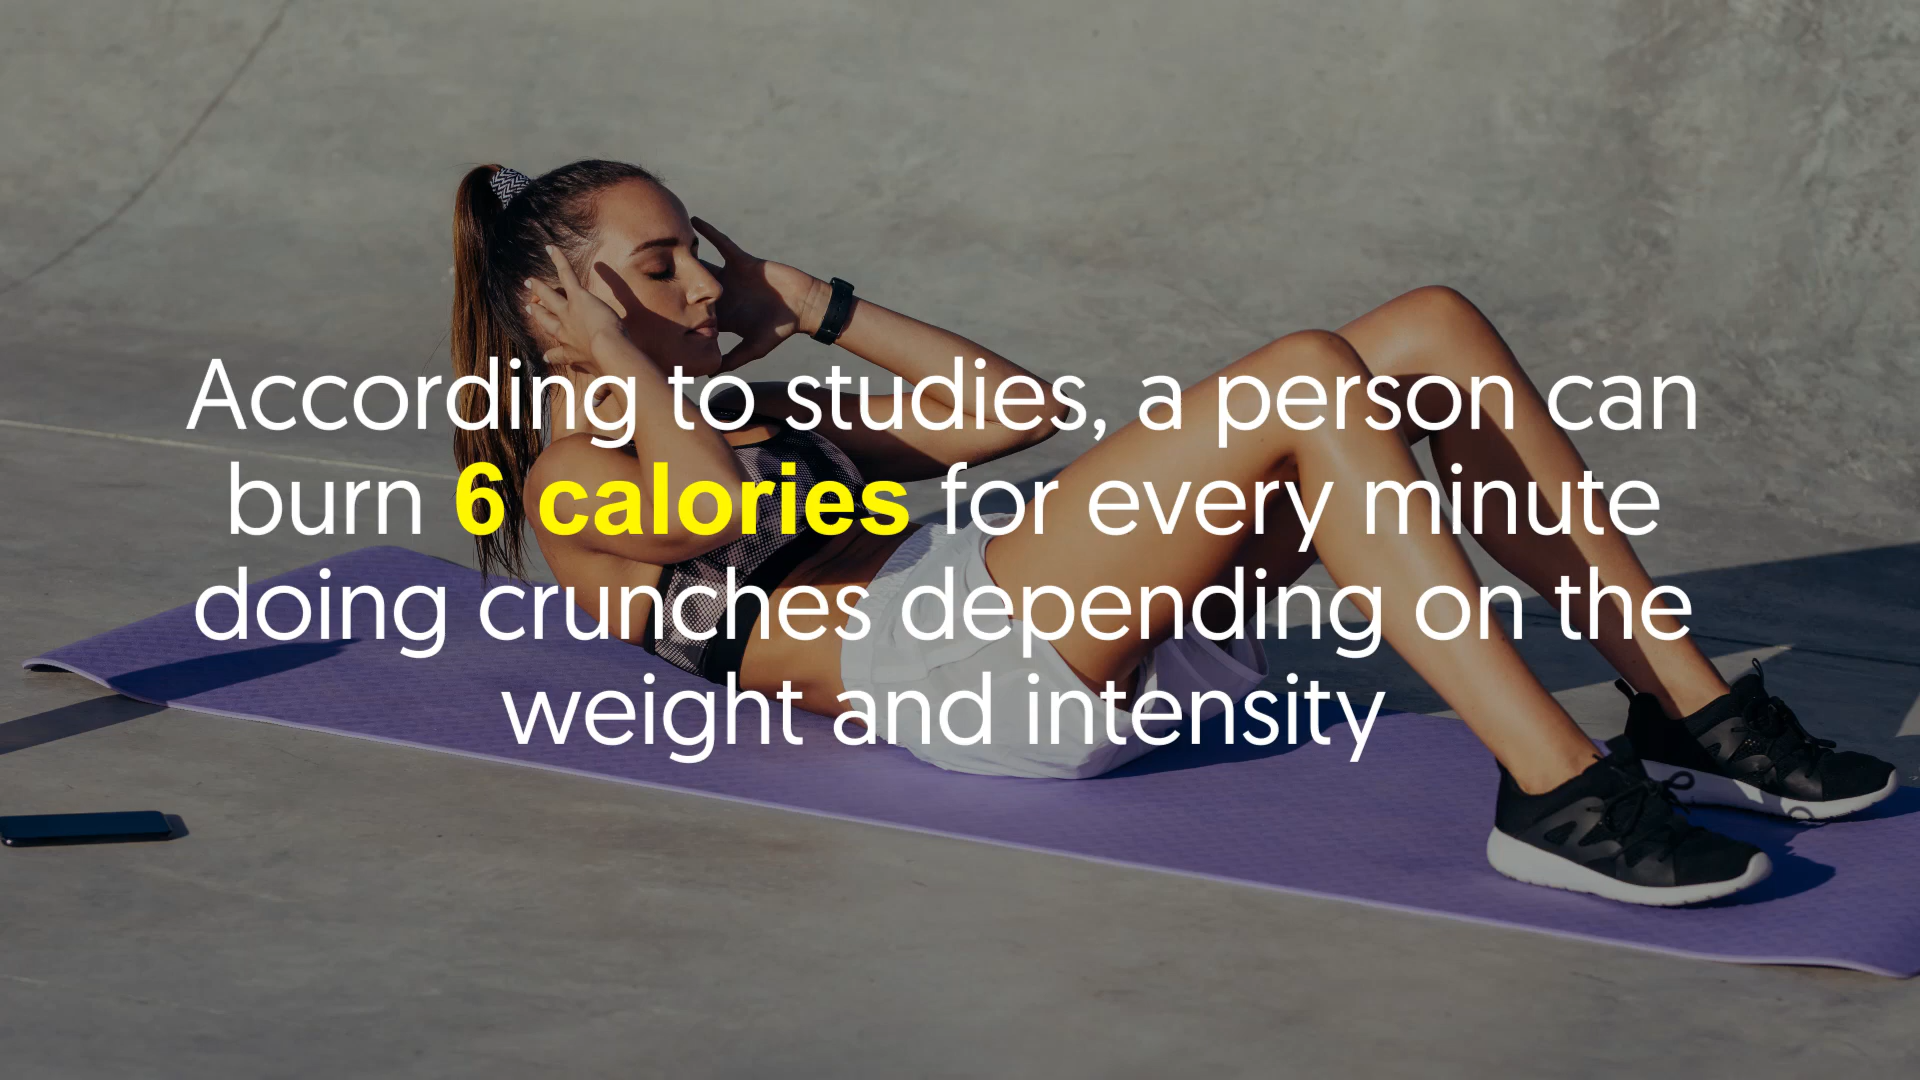 According to studies, a person can
burn 6 calories for every minute
doing crunches depending on the
weight and intensity